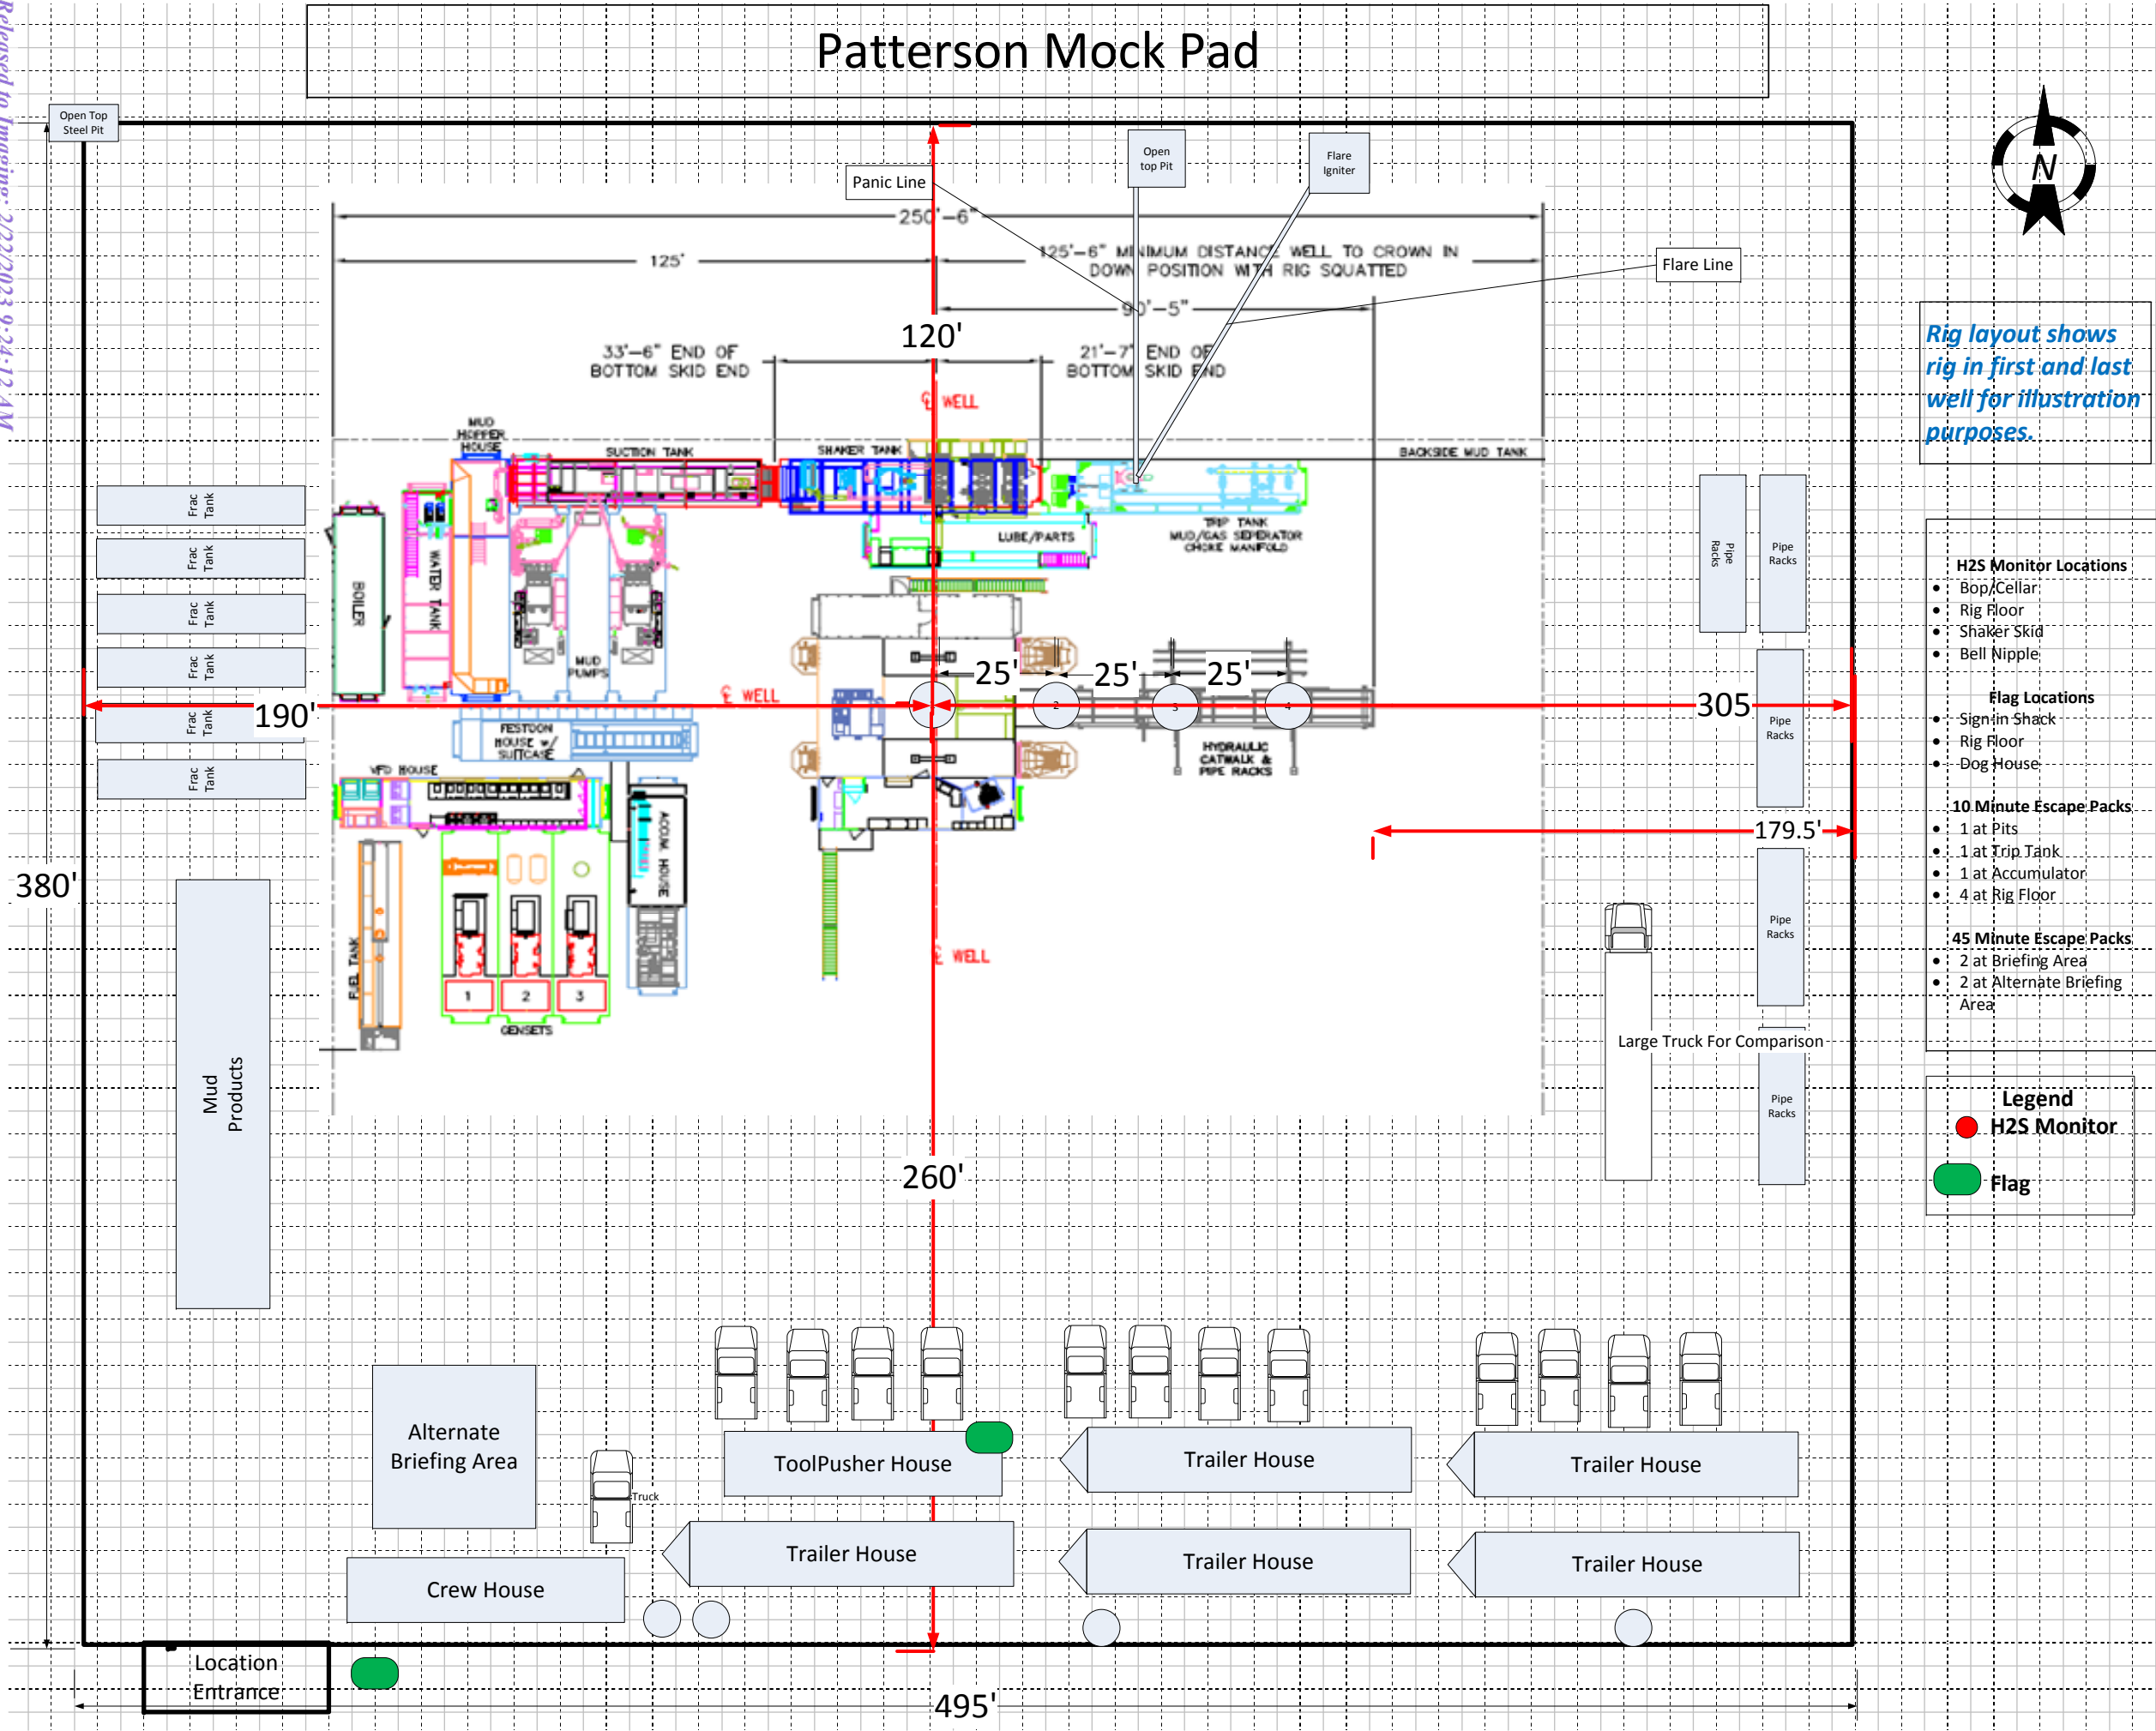 Released to Imaging: 2/22/2023 9:24:12 AM
Patterson Mock Pad
Open Top
Steel Pit
Panic Line
Open
top Pit
Flare
Igniter
N
250'-6"
125'
125'-6" MINIMUM DISTANCE WELL TO CROWN IN
DOWN POSITION WITH RIG SQUATTED
Flare Line
90'-5"
120'
33'-6" END OF
BOTTOM SKID END
21'-7" END OF
BOTTOM SKID END
℄ WELL
Rig layout shows
rig in first and last
well for illustration
purposes.
MUD
HOPPER
HOUSE
SUCTION TANK
SHAKER TANK
BACKSIDE MUD TANK
Frac
Tank
Frac
Tank
Frac
Tank
Frac
Tank
Frac
Tank
Frac
Tank
BOILER
WATER TANK
MUD
PUMPS
LUBE/PARTS
TRIP TANK
MUD/GAS SEPERATOR
CHOKE MANIFOLD
Pipe
Racks
Pipe
Racks
Pipe
Racks
Pipe
Racks
Pipe
Racks
H2S Monitor Locations
• Bop/Cellar
• Rig Floor
• Shaker Skid
• Bell Nipple
Flag Locations
• Sign in Shack
• Rig Floor
• Dog House
10 Minute Escape Packs
• 1 at Pits
• 1 at Trip Tank
• 1 at Accumulator
• 4 at Rig Floor
45 Minute Escape Packs
• 2 at Briefing Area
• 2 at Alternate Briefing
Area
Legend
H2S Monitor
Flag
25'
25'
25'
2
3
4
190'
℄ WELL
305
FESTOON
HOUSE w/
SUITCASE
HYDRAULIC
CATWALK &
PIPE RACKS
VFD HOUSE
179.5'
ACCUM. HOUSE
380'
FUEL TANK
1
2
3
GENSETS
℄ WELL
Large Truck For Comparison
Mud
Products
260'
Alternate
Briefing Area
Truck
ToolPusher House
Trailer House
Trailer House
Crew House
Trailer House
Trailer House
Trailer House
Location
Entrance
495'